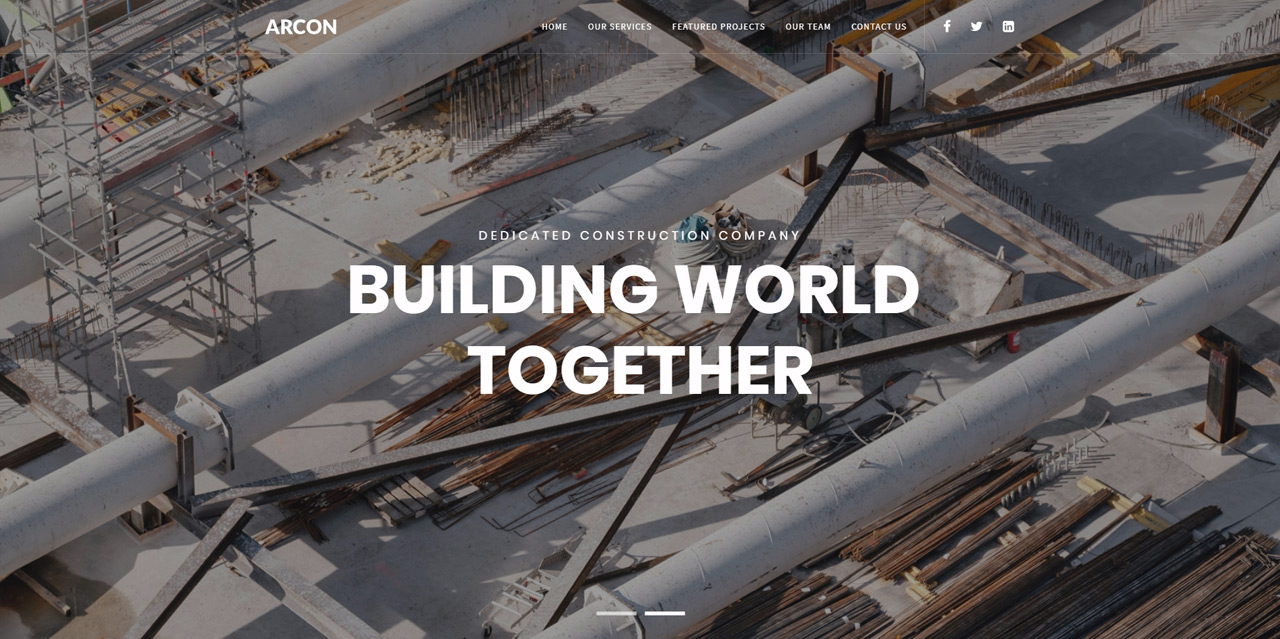 ARCON
HOME OUR SERVICES FEATURED PROJECTS OUR TEAM CONTACT US
DEDICATED CONSTRUCTION COMPANY
BUILDING WORLD
TOGETHER